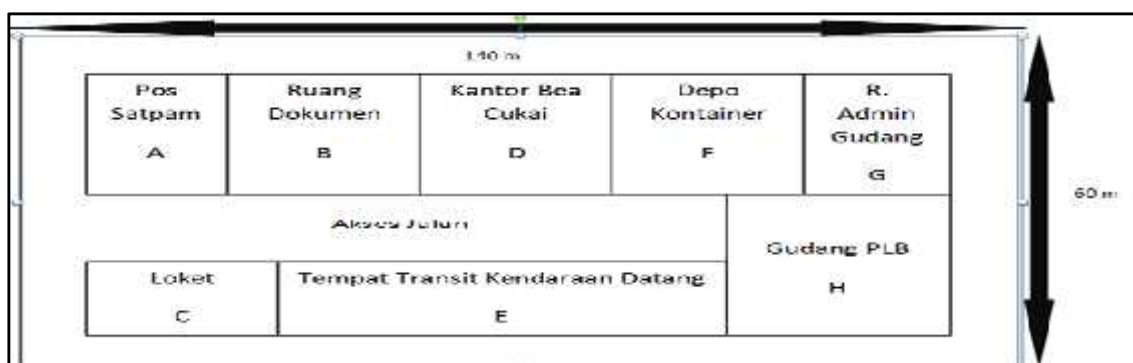 140 m
Pos Satpam
A
Ruang Dokumen
B
Kantor Bea Cukai
D
Depo Kontainer
F
R. Admin Gudang
G
60 m
Akses Jalan
Gudang PLB
H
Loket
C
Tempat Transit Kendaraan Datang
E